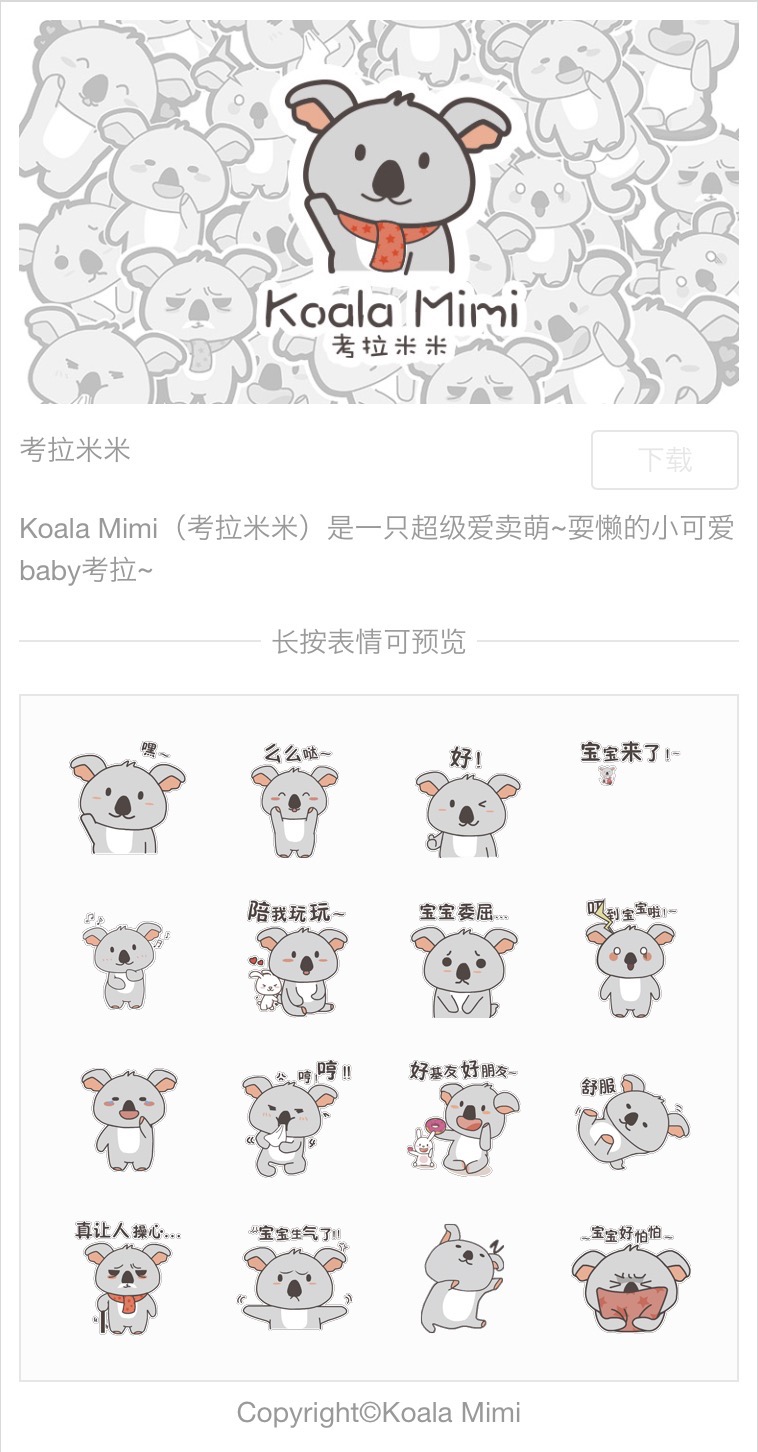 Koala Mimi
考拉米米
考拉米米
下载
Koala Mimi（考拉米米）是一只超级爱卖萌~耍懒的小可爱
baby考拉~
长按表情可预览
嘿~
么么哒~
好!
宝宝来了!~
陪我玩玩~
宝宝委屈...
到宝宝啦!~
哼!哼!!
好基友好朋友~
舒服
真让人操心...
宝宝生气了!!
~宝宝好怕怕~
Copyright©Koala Mimi